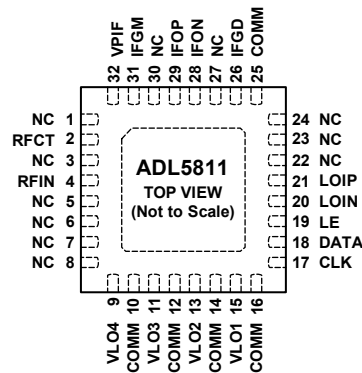 32 VPIF
31 IFGM
30 NC
29 IFOP
28 IFON
27 NC
26 IFGD
25 COMM
NC 1
RFCT 2
NC 3
RFIN 4
NC 5
NC 6
NC 7
NC 8
ADL5811
TOP VIEW
(Not to Scale)
24 NC
23 NC
22 NC
21 LOIP
20 LOIN
19 LE
18 DATA
17 CLK
VLO4 9
COMM 10
VLO3 11
COMM 12
VLO2 13
COMM 14
VLO1 15
COMM 16